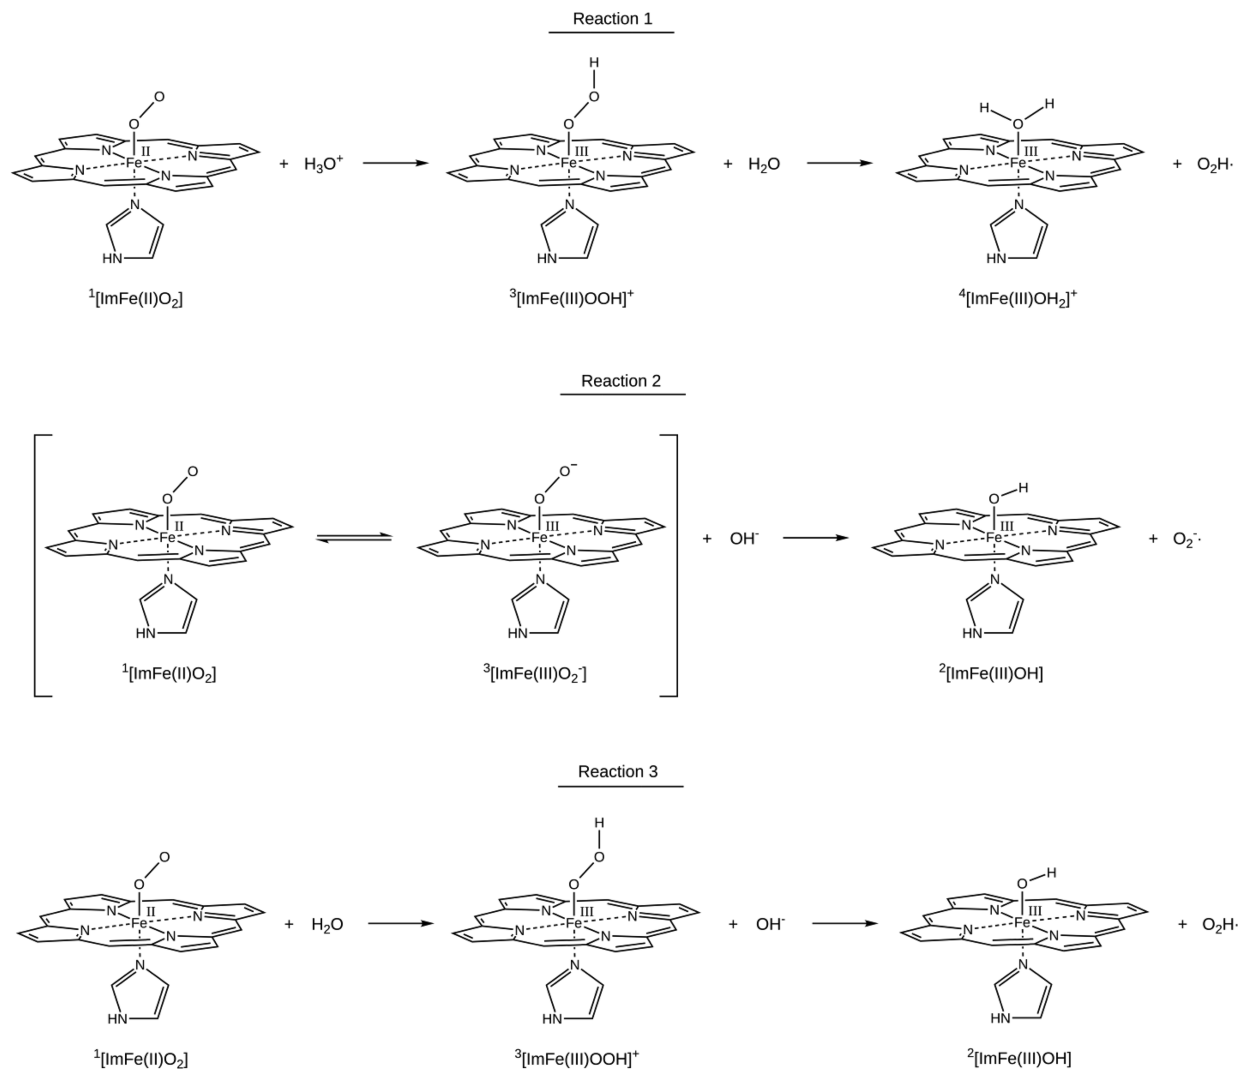 Reaction 1
H
O
O
O
O
H H
O
II
Fe
N N N N
+ H₃O⁺
III
Fe
N N N N
+ H₂O
III
Fe
N N N N
+ O₂H·
N
HN
N
HN
N
HN
¹[ImFe(II)O₂]
³[ImFe(III)OOH]⁺
⁴[ImFe(III)OH₂]⁺
Reaction 2
O
O
O⁻
O
O H
II
Fe
N N N N
III
Fe
N N N N
+ OH⁻
III
Fe
N N N N
+ O₂⁻·
N
HN
N
HN
N
HN
¹[ImFe(II)O₂]
³[ImFe(III)O₂⁻]
²[ImFe(III)OH]
Reaction 3
H
O
O
O
O
O H
II
Fe
N N N N
+ H₂O
III
Fe
N N N N
+ OH⁻
III
Fe
N N N N
+ O₂H·
N
HN
N
HN
N
HN
¹[ImFe(II)O₂]
³[ImFe(III)OOH]⁺
²[ImFe(III)OH]